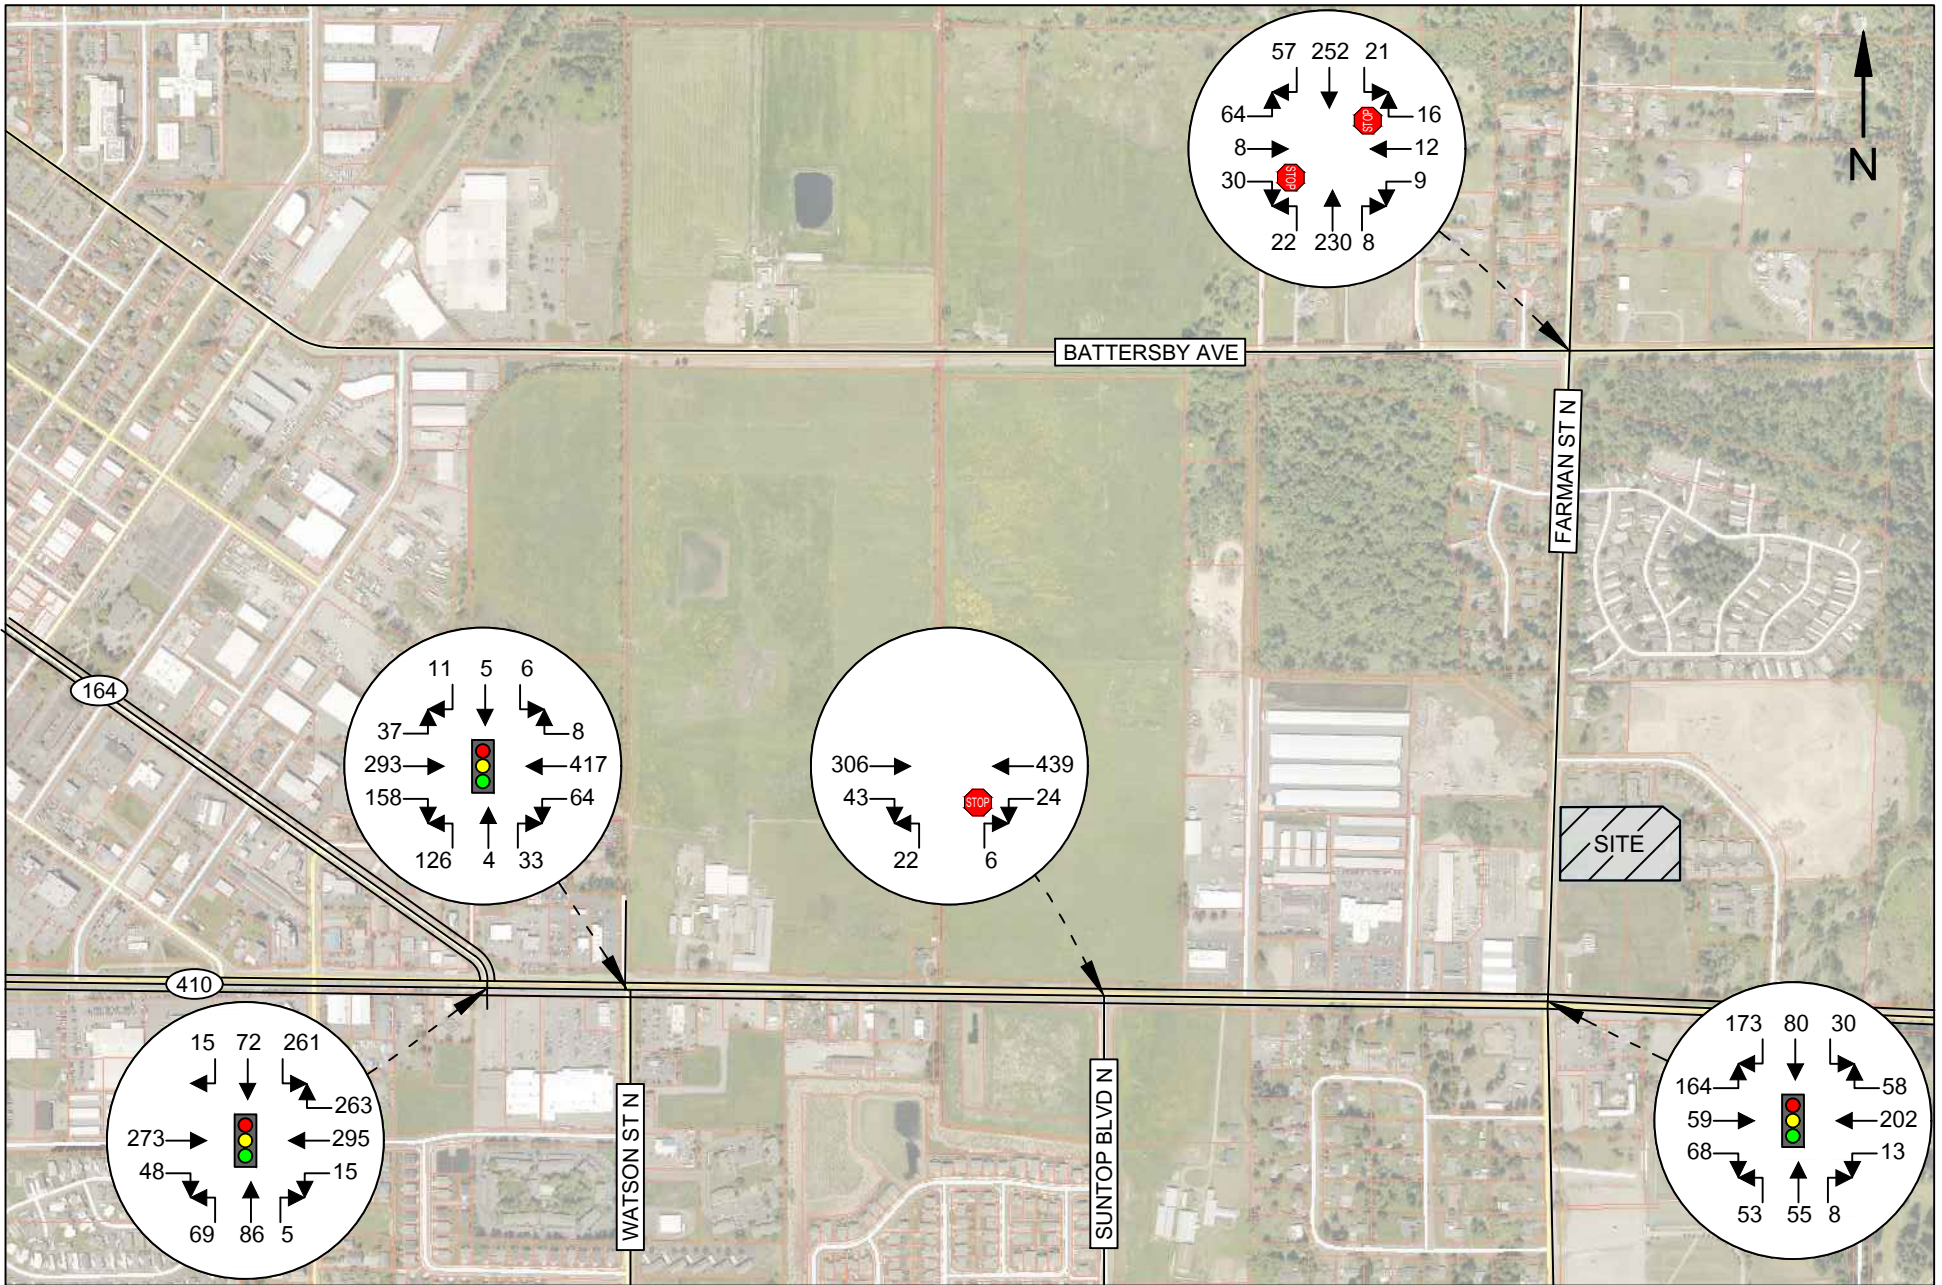 57 252 21
64 STOP 16
8 12
30 STOP 9
22 230 8
N
BATTERSBY AVE
FARMAN ST N
164
11 5 6
37 8
293 417
158 64
126 4 33
306 439
43 STOP 24
22 6
SITE
410
15 72 261
263
273 295
48 15
69 86 5
WATSON ST N
SUNTOP BLVD N
173 80 30
164 58
59 202
68 13
53 55 8